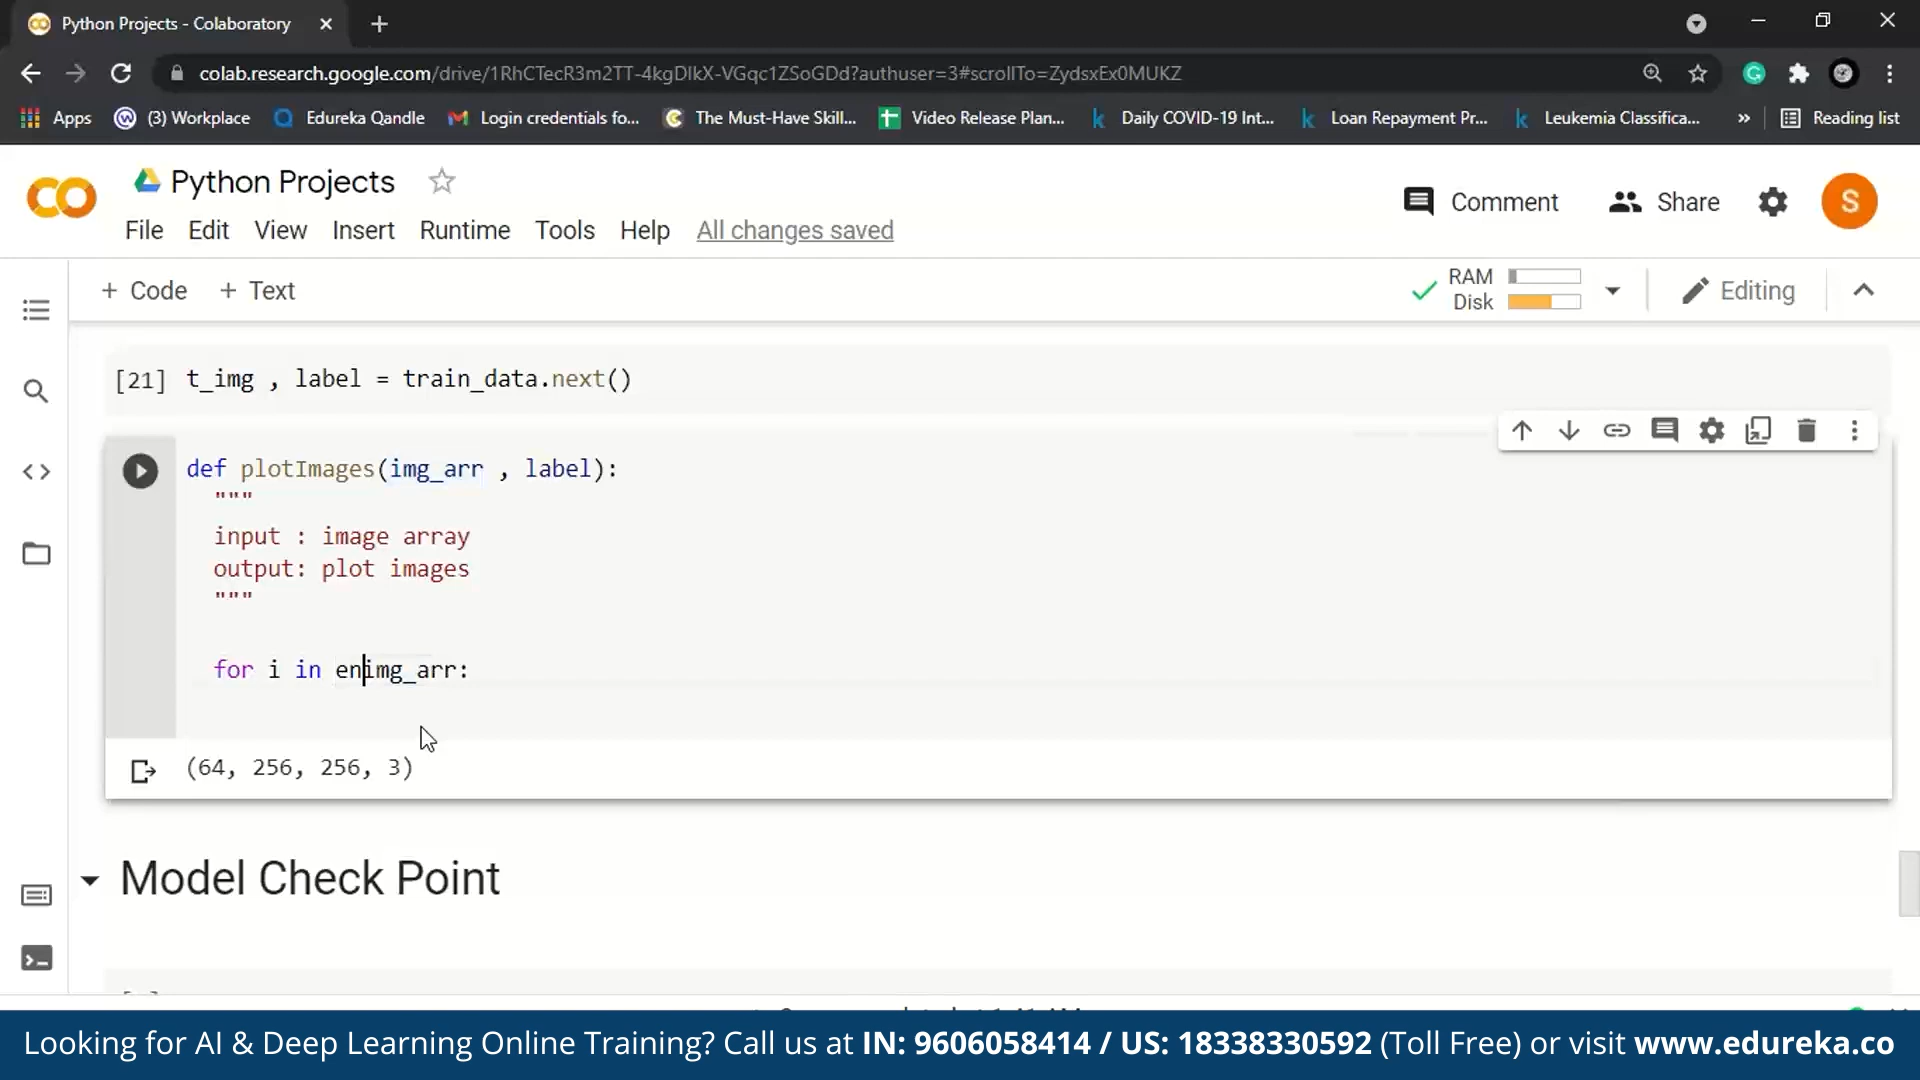 Python Projects - Colaboratory
colab.research.google.com/drive/1RhCTecR3m2TT-4kgDIkX-VGqc1ZSoGDd?authuser=3#scrollTo=ZydsxEx0MUKZ
Apps (3) Workplace Edureka Qandle Login credentials fo... The Must-Have Skill... Video Release Plan... Daily COVID-19 Int... Loan Repayment Pr... Leukemia Classifica... » Reading list
Python Projects
Comment Share S
File Edit View Insert Runtime Tools Help All changes saved
+ Code + Text
RAM
Disk
Editing
[21] t_img , label = train_data.next()
def plotImages(img_arr , label):
"""
input : image array
output: plot images
"""
for i in enimg_arr:
(64, 256, 256, 3)
Model Check Point
Looking for AI & Deep Learning Online Training? Call us at IN: 9606058414 / US: 18338330592 (Toll Free) or visit www.edureka.co